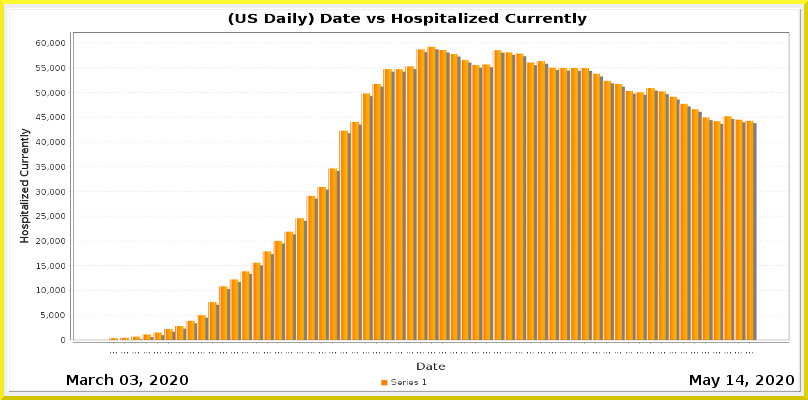 (US Daily) Date vs Hospitalized Currently
Hospitalized Currently
60,000
55,000
50,000
45,000
40,000
35,000
30,000
25,000
20,000
15,000
10,000
5,000
0
Date
March 03, 2020
May 14, 2020
Series 1